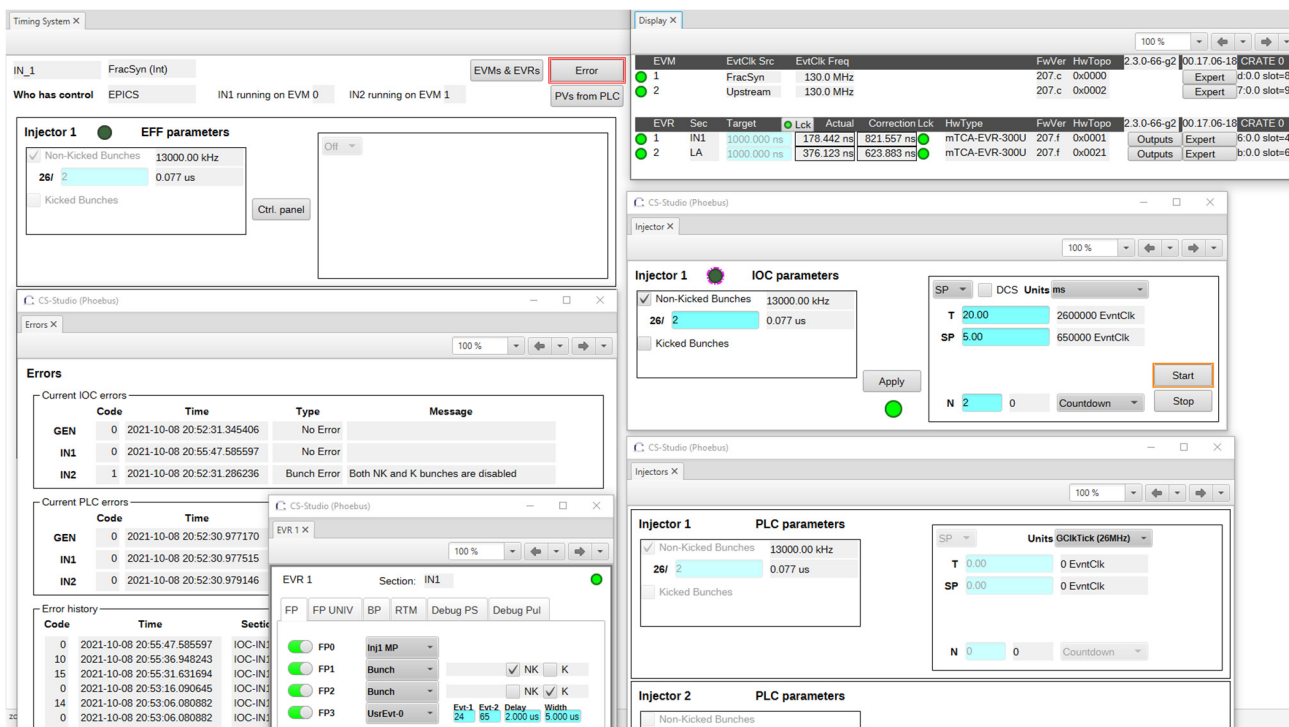 Timing System ×
IN_1 FracSyn (Int) EVMs & EVRs Error
Who has control EPICS IN1 running on EVM 0 IN2 running on EVM 1 PVs from PLC
Injector 1 EFF parameters
Non-Kicked Bunches 13000.00 kHz
26/ 2 0.077 us
Kicked Bunches
Off
Ctrl. panel
Display ×
100 %
EVM EvtClk Src EvtClk Freq FwVer HwTopo 2.3.0-66-g2 00.17.06-18 CRATE 0
1 FracSyn 130.0 MHz 207.c 0x0000 Expert d:0.0 slot=8
2 Upstream 130.0 MHz 207.c 0x0002 Expert 7:0.0 slot=9
EVR Sec Target Lck Actual Correction Lck HwType FwVer HwTopo 2.3.0-66-g2 00.17.06-18 CRATE 0
1 IN1 1000.000 ns 178.442 ns 821.557 ns mTCA-EVR-300U 207.f 0x0001 Outputs Expert 6:0.0 slot=4
2 LA 1000.000 ns 376.123 ns 623.883 ns mTCA-EVR-300U 207.f 0x0021 Outputs Expert b:0.0 slot=6
CS-Studio (Phoebus)
Injector ×
100 %
Injector 1 IOC parameters
Non-Kicked Bunches 13000.00 kHz
26/ 2 0.077 us
Kicked Bunches
Apply
SP DCS Units ms
T 20.00 2600000 EvntClk
SP 5.00 650000 EvntClk
Start
N 2 0 Countdown Stop
CS-Studio (Phoebus)
Errors ×
100 %
Errors
Current IOC errors
Code Time Type Message
GEN 0 2021-10-08 20:52:31.345406 No Error
IN1 0 2021-10-08 20:55:47.585597 No Error
IN2 1 2021-10-08 20:52:31.286236 Bunch Error Both NK and K bunches are disabled
Current PLC errors
Code Time
GEN 0 2021-10-08 20:52:30.977170
IN1 0 2021-10-08 20:52:30.977515
IN2 0 2021-10-08 20:52:30.979146
Error history
Code Time Sectio
0 2021-10-08 20:55:47.585597 IOC-IN1
10 2021-10-08 20:55:36.948243 IOC-IN1
15 2021-10-08 20:55:31.631694 IOC-IN1
0 2021-10-08 20:53:16.090645 IOC-IN1
14 2021-10-08 20:53:06.080882 IOC-IN1
0 2021-10-08 20:53:06.080882 IOC-IN1
CS-Studio (Phoebus)
EVR 1 ×
100 %
EVR 1 Section: IN1
FP FP UNIV BP RTM Debug PS Debug Pul
FP0 Inj1 MP
FP1 Bunch NK K
FP2 Bunch NK K
Evt-1 Evt-2 Delay Width
FP3 UsrEvt-0 24 65 2.000 us 5.000 us
CS-Studio (Phoebus)
Injectors ×
100 %
Injector 1 PLC parameters
Non-Kicked Bunches 13000.00 kHz
26/ 2 0.077 us
Kicked Bunches
SP Units GClkTick (26MHz)
T 0.00 0 EvntClk
SP 0.00 0 EvntClk
N 0 0 Countdown
Injector 2 PLC parameters
Non-Kicked Bunches